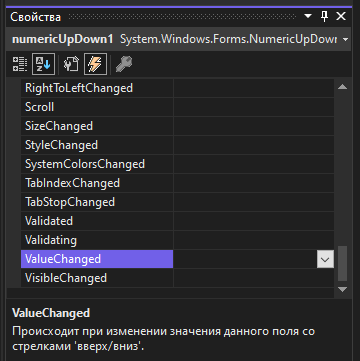 Свойства
numericUpDown1 System.Windows.Forms.NumericUpDown
RightToLeftChanged
Scroll
SizeChanged
StyleChanged
SystemColorsChanged
TabIndexChanged
TabStopChanged
Validated
Validating
ValueChanged
VisibleChanged
ValueChanged
Происходит при изменении значения данного поля со
стрелками 'вверх/вниз'.